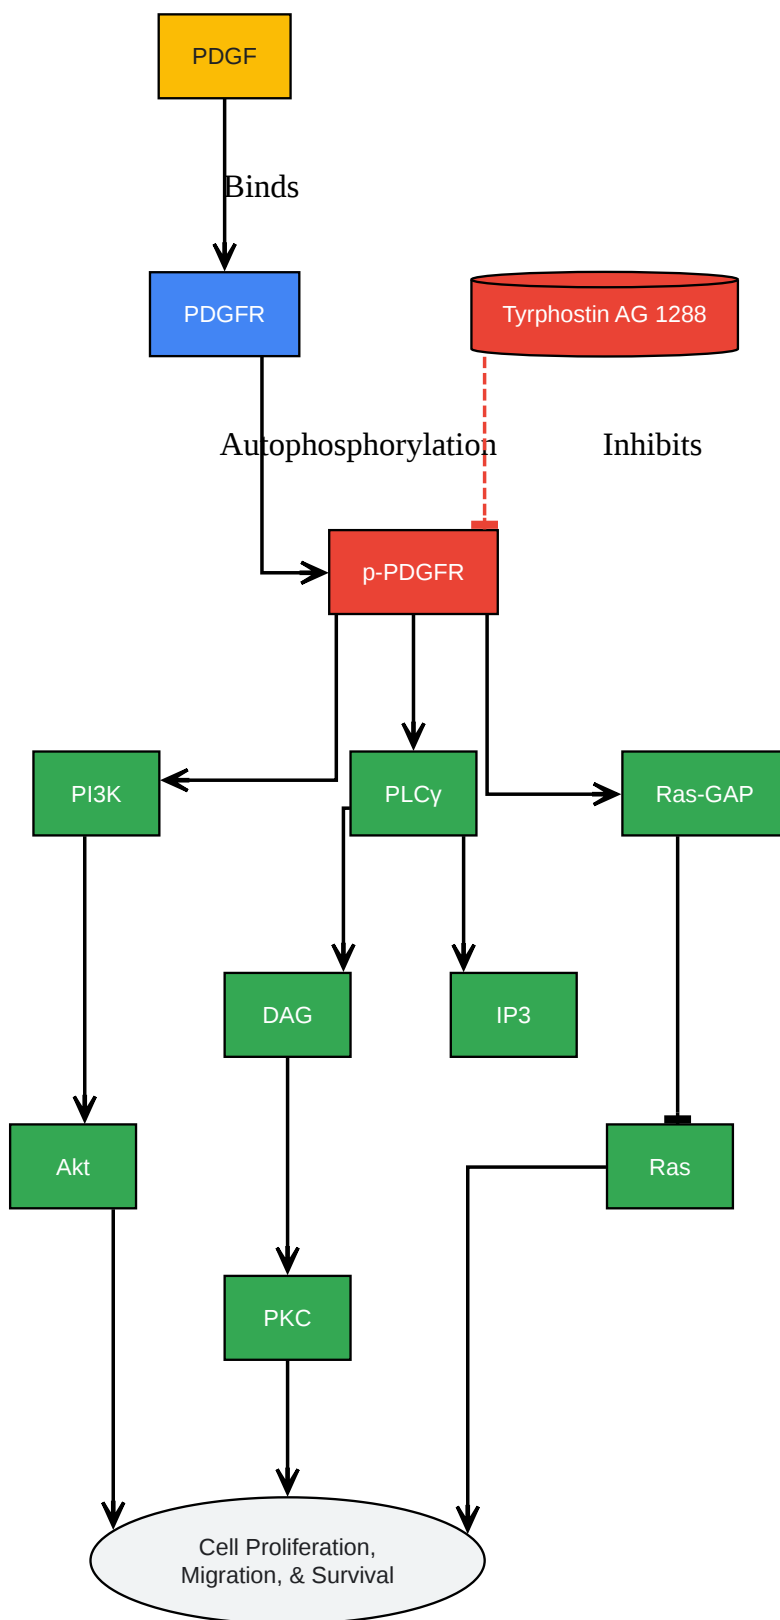 PDGF
Binds
PDGFR
Tyrphostin AG 1288
Autophosphorylation
Inhibits
p-PDGFR
PI3K
PLCγ
Ras-GAP
DAG
IP3
Akt
Ras
PKC
Cell Proliferation,
Migration, & Survival